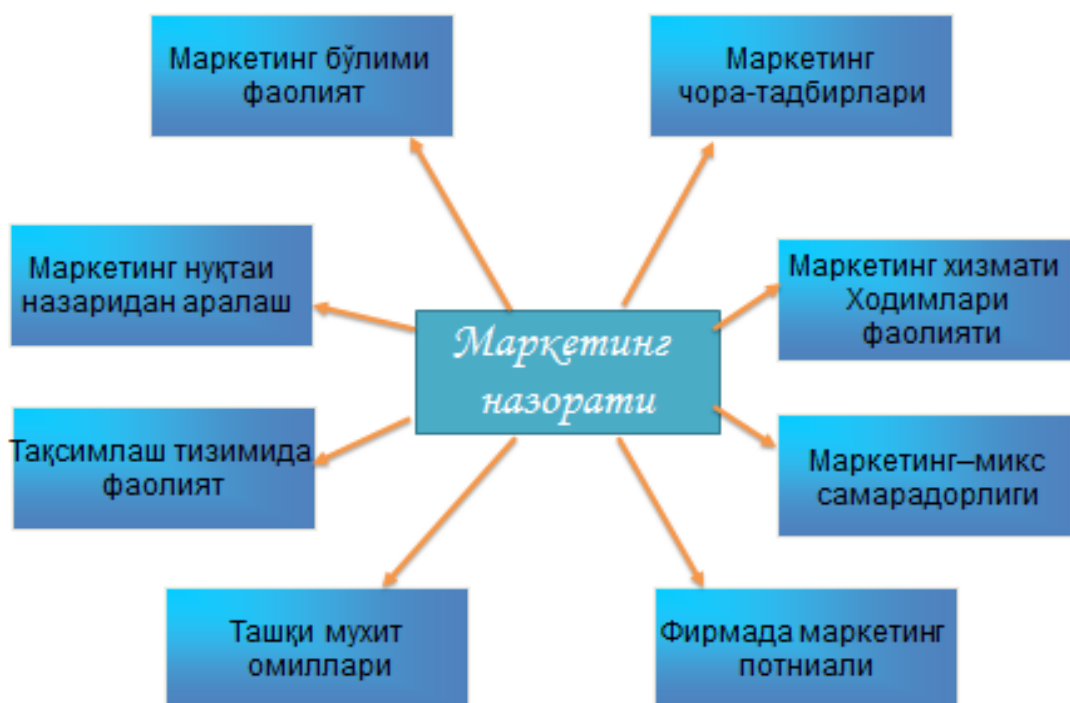 Маркетинг бўлими
фаолият
Маркетинг
чора-тадбирлари
Маркетинг нуқтаи
назаридан аралаш
Маркетинг хизмати
Ходимлари
фаолияти
Маркетинг
назорати
Тақсимлаш тизимида
фаолият
Маркетинг–микс
самарадорлиги
Ташқи мухит
омиллари
Фирмада маркетинг
потниали